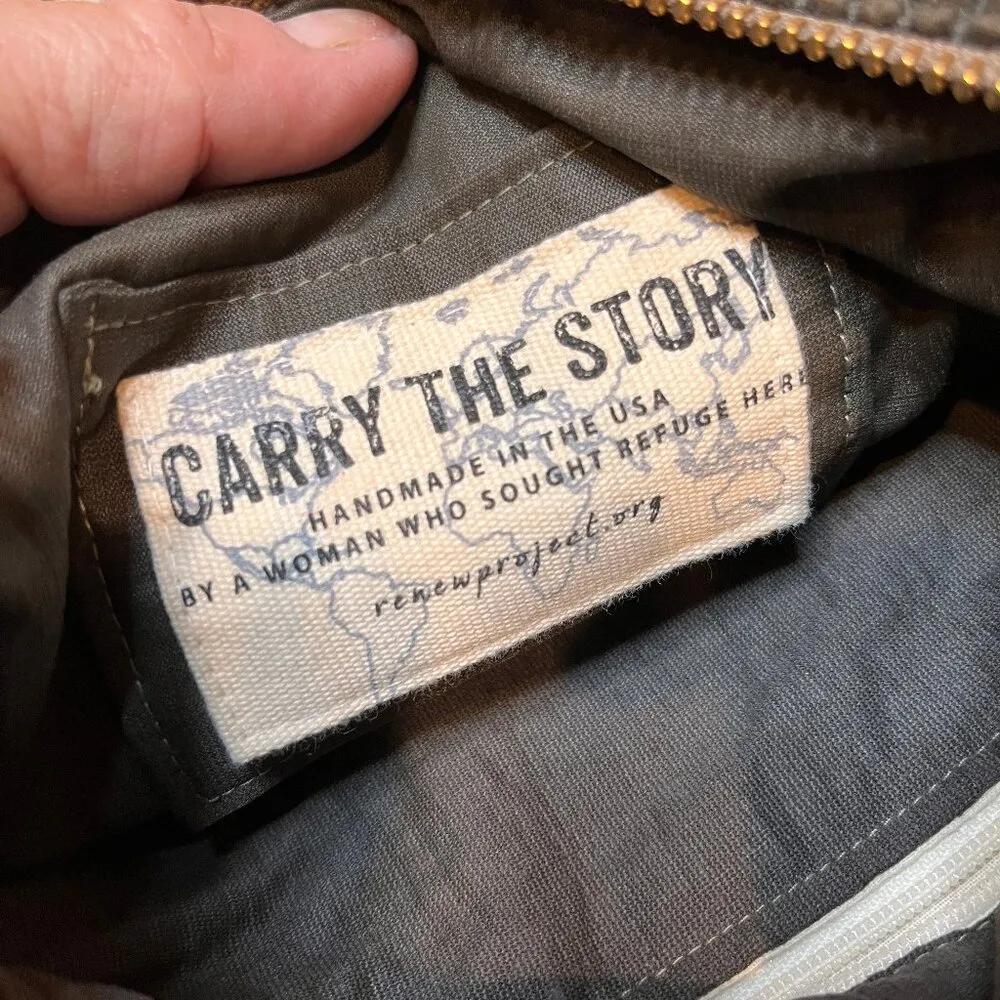 CARRY THE STORY
HANDMADE IN THE USA
BY A WOMAN WHO SOUGHT REFUGE HERE
renewproject.org